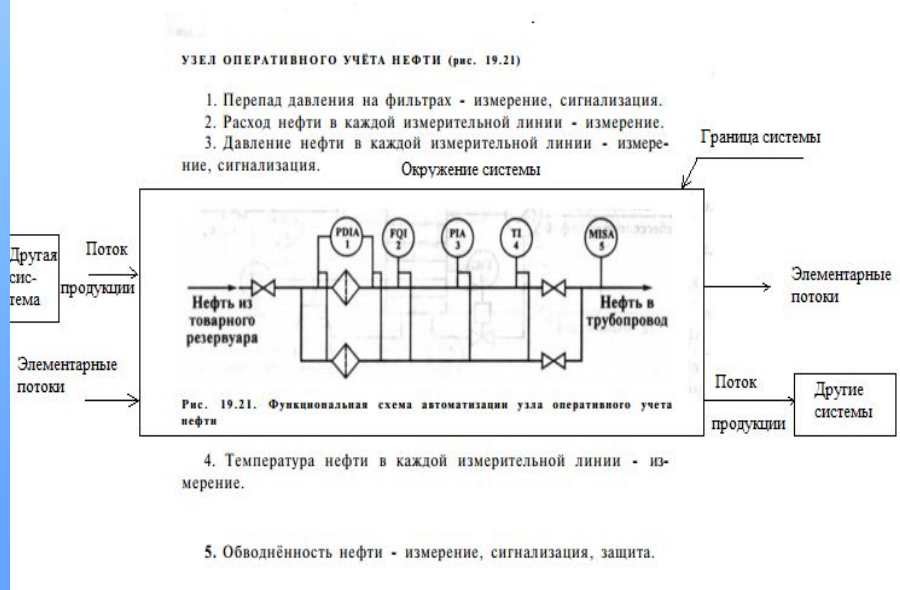 УЗЕЛ ОПЕРАТИВНОГО УЧЁТА НЕФТИ (рис. 19.21)
1. Перепад давления на фильтрах - измерение, сигнализация.
2. Расход нефти в каждой измерительной линии - измерение.
3. Давление нефти в каждой измерительной линии - измере-
ние, сигнализация.
Граница системы
Окружение системы
PDIA
1
FQI
2
PIA
3
TI
4
MISA
5
Другая
сис-
тема
Поток
продукции
Нефть из
товарного
резервуара
Нефть в
трубопровод
Элементарные
потоки
Элементарные
потоки
Рис. 19.21. Функциональная схема автоматизации узла оперативного учета
нефти
Поток
продукции
Другие
системы
4. Температура нефти в каждой измерительной линии - из-
мерение.
5. Обводнённость нефти - измерение, сигнализация, защита.